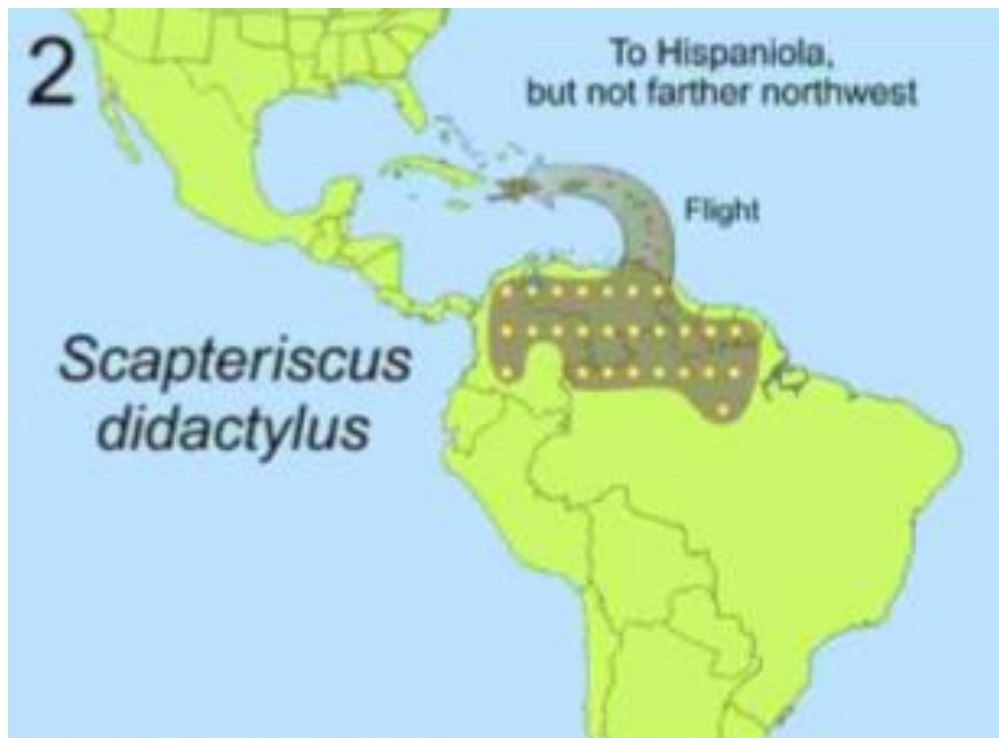 2
To Hispaniola,
but not farther northwest
Flight
Scapteriscus
didactylus